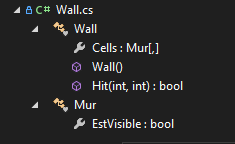 C# Wall.cs
Wall
Cells : Mur[,]
Wall()
Hit(int, int) : bool
Mur
EstVisible : bool